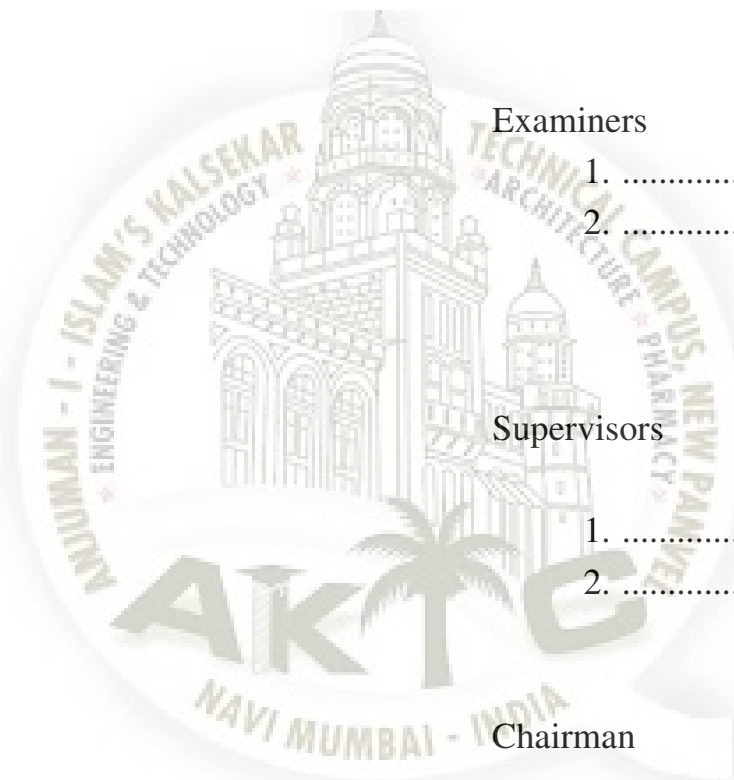 Examiners
1. .............
2. .............
Supervisors
1. .............
2. .............
Chairman
ANJUMAN - I - ISLAM'S KALSEKAR TECHNICAL CAMPUS, NEW PANVEL
ENGINEERING & TECHNOLOGY * * ARCHITECTURE * PHARMACY *
AKTC
NAVI MUMBAI - INDIA